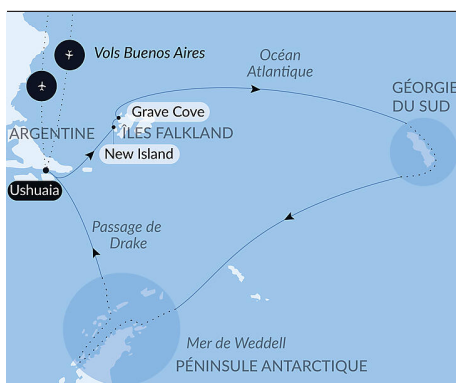 Vols Buenos Aires
Océan
Atlantique
GÉORGIE
DU SUD
Grave Cove
ARGENTINE
ÎLES FALKLAND
New Island
Ushuaia
Passage de
Drake
Mer de Weddell
PÉNINSULE ANTARCTIQUE